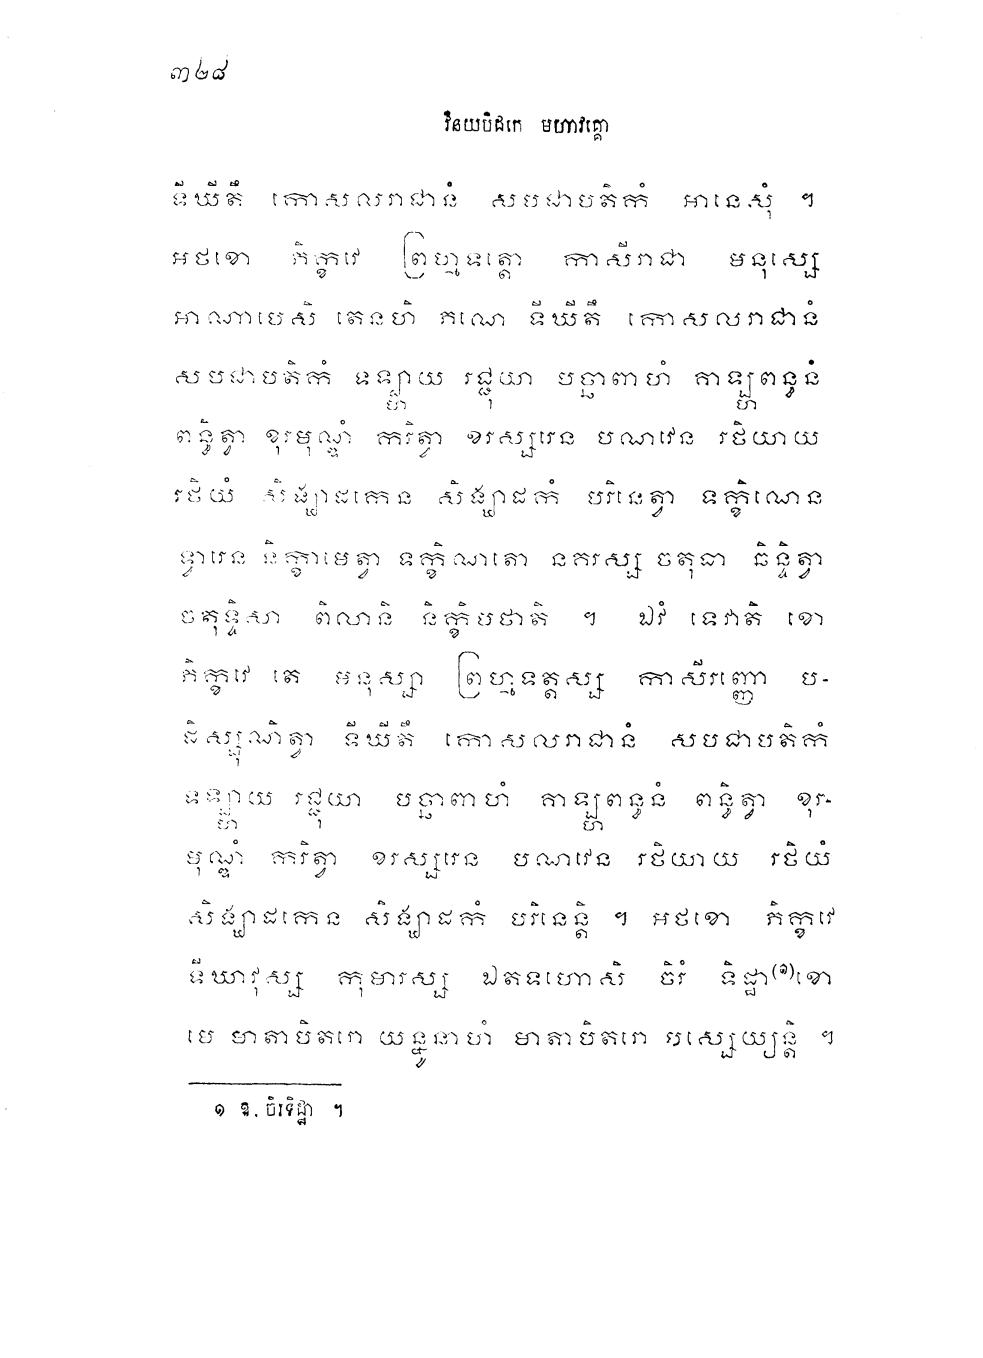 ៣២៨
វិនយបិដកេ មហាវគ្គោ
ទីឃីតឹ កោសលរាជានំ សបជាបតិកំ អានេសុំ ។
អថខោ ភិក្ខវេ ព្រហ្មទត្តោ កាសីរាជា មនុស្សេ
អាណាបេសិ តេនហិ ភណេ ទីឃីតឹ កោសលរាជានំ
សបជាបតិកំ ទឡ្ហាយ រជ្ជុយា បច្ឆាពាហំ គាឡ្ហពន្ធនំ
ពន្ធិត្វា ខុរមុណ្ឌំ ការិត្វា ខរស្សរេន បណវេន រថិយាយ
រថិយំ សិង្ឃាដកេន សិង្ឃាដកំ បរិនេត្វា ទក្ខិណេន
ទ្វារេន និក្ខាមេត្វា ទក្ខិណតោ នគរស្ស ចតុធា ឆិន្ទិត្វា
ចតុទ្ទិសា ពិលានិ និក្ខិបថាតិ ។ ឯវំ ទេវាតិ ខោ
ភិក្ខវេ តេ មនុស្សា ព្រហ្មទត្តស្ស កាសីរញ្ញោ ប-
ដិស្សុណិត្វា ទីឃីតឹ កោសលរាជានំ សបជាបតិកំ
ទឡ្ហាយ រជ្ជុយា បច្ឆាពាហំ គាឡ្ហពន្ធនំ ពន្ធិត្វា ខុរ-
មុណ្ឌំ ការិត្វា ខរស្សរេន បណវេន រថិយាយ រថិយំ
សិង្ឃាដកេន សិង្ឃាដកំ បរិនេន្តិ ។ អថខោ ភិក្ខវេ
ទីឃាវុស្ស កុមារស្ស ឯតទហោសិ ចិរំ ទិដ្ឋា(១)ខោ
មេ មាតាបិតរោ យន្នូនាហំ មាតាបិតរោ បស្សេយ្យន្តិ ។
១ ឱ. ចិរទិដ្ឋា ។